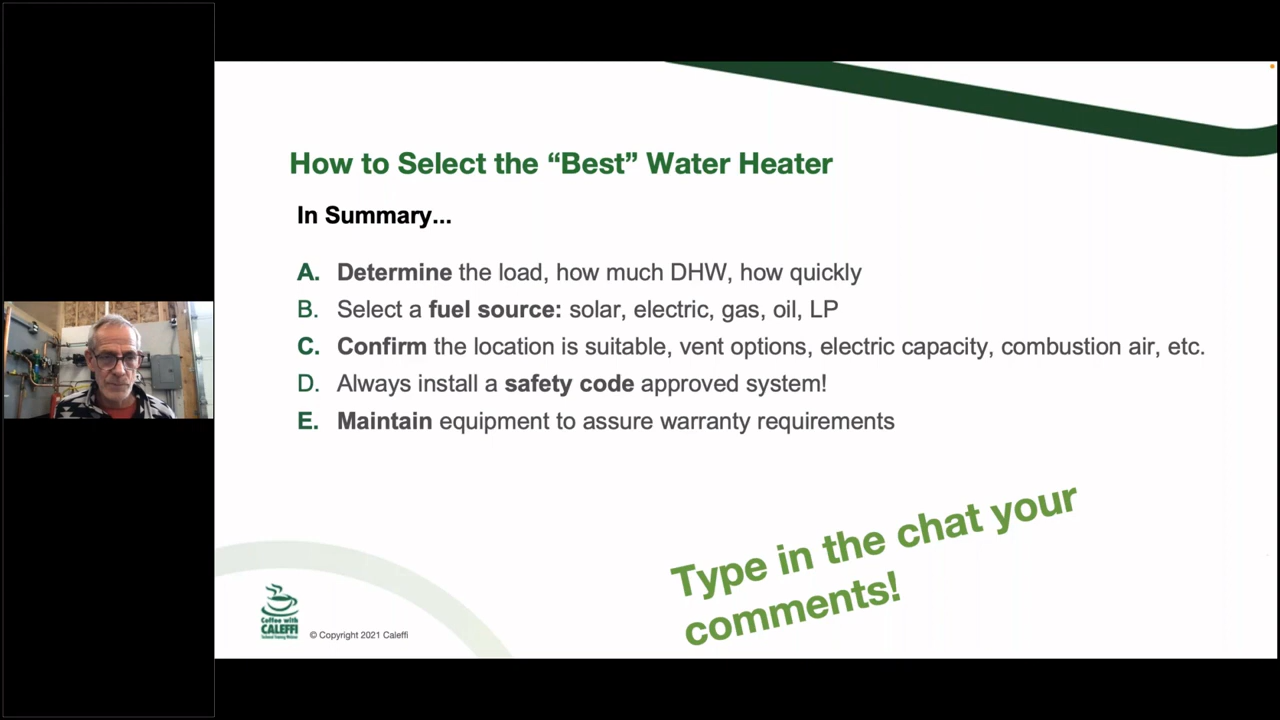 How to Select the “Best” Water Heater
In Summary...
A. Determine the load, how much DHW, how quickly
B. Select a fuel source: solar, electric, gas, oil, LP
C. Confirm the location is suitable, vent options, electric capacity, combustion air, etc.
D. Always install a safety code approved system!
E. Maintain equipment to assure warranty requirements
Type in the chat your
comments!
Coffee with
CALEFFI
Technical Training Webinar
© Copyright 2021 Caleffi